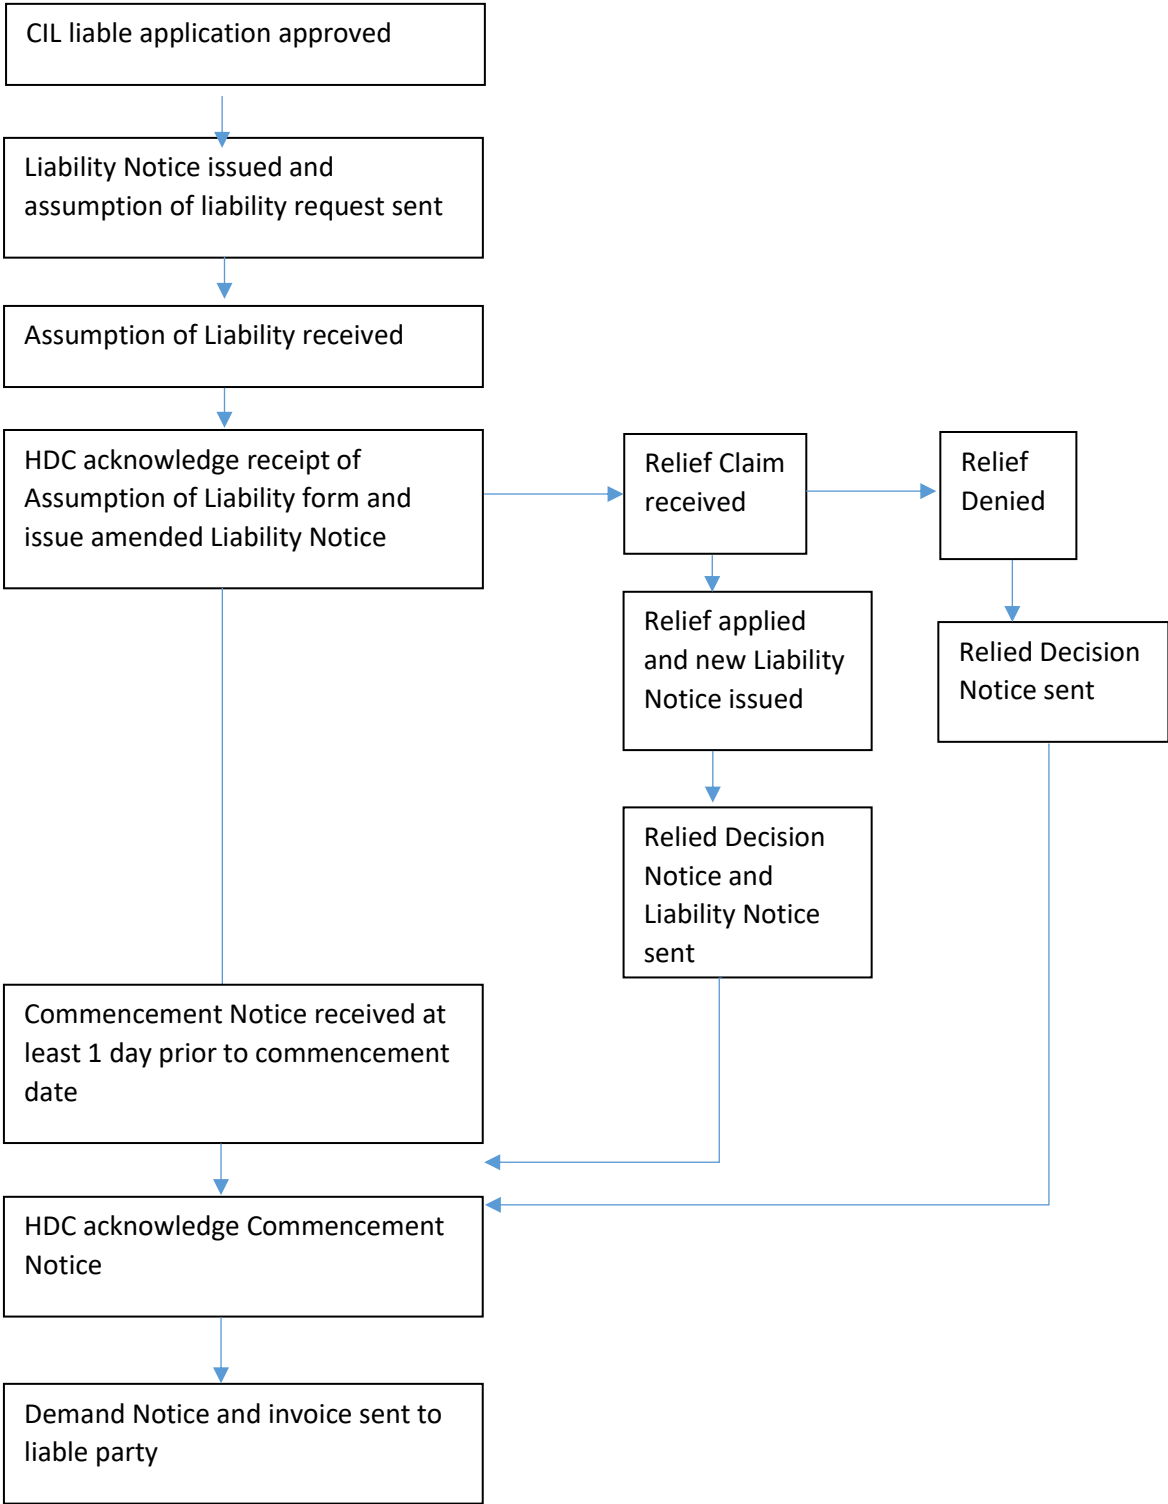 CIL liable application approved
Liability Notice issued and
assumption of liability request sent
Assumption of Liability received
HDC acknowledge receipt of
Assumption of Liability form and
issue amended Liability Notice
Relief Claim
received
Relief
Denied
Relief applied
and new Liability
Notice issued
Relied Decision
Notice sent
Relied Decision
Notice and
Liability Notice
sent
Commencement Notice received at
least 1 day prior to commencement
date
HDC acknowledge Commencement
Notice
Demand Notice and invoice sent to
liable party